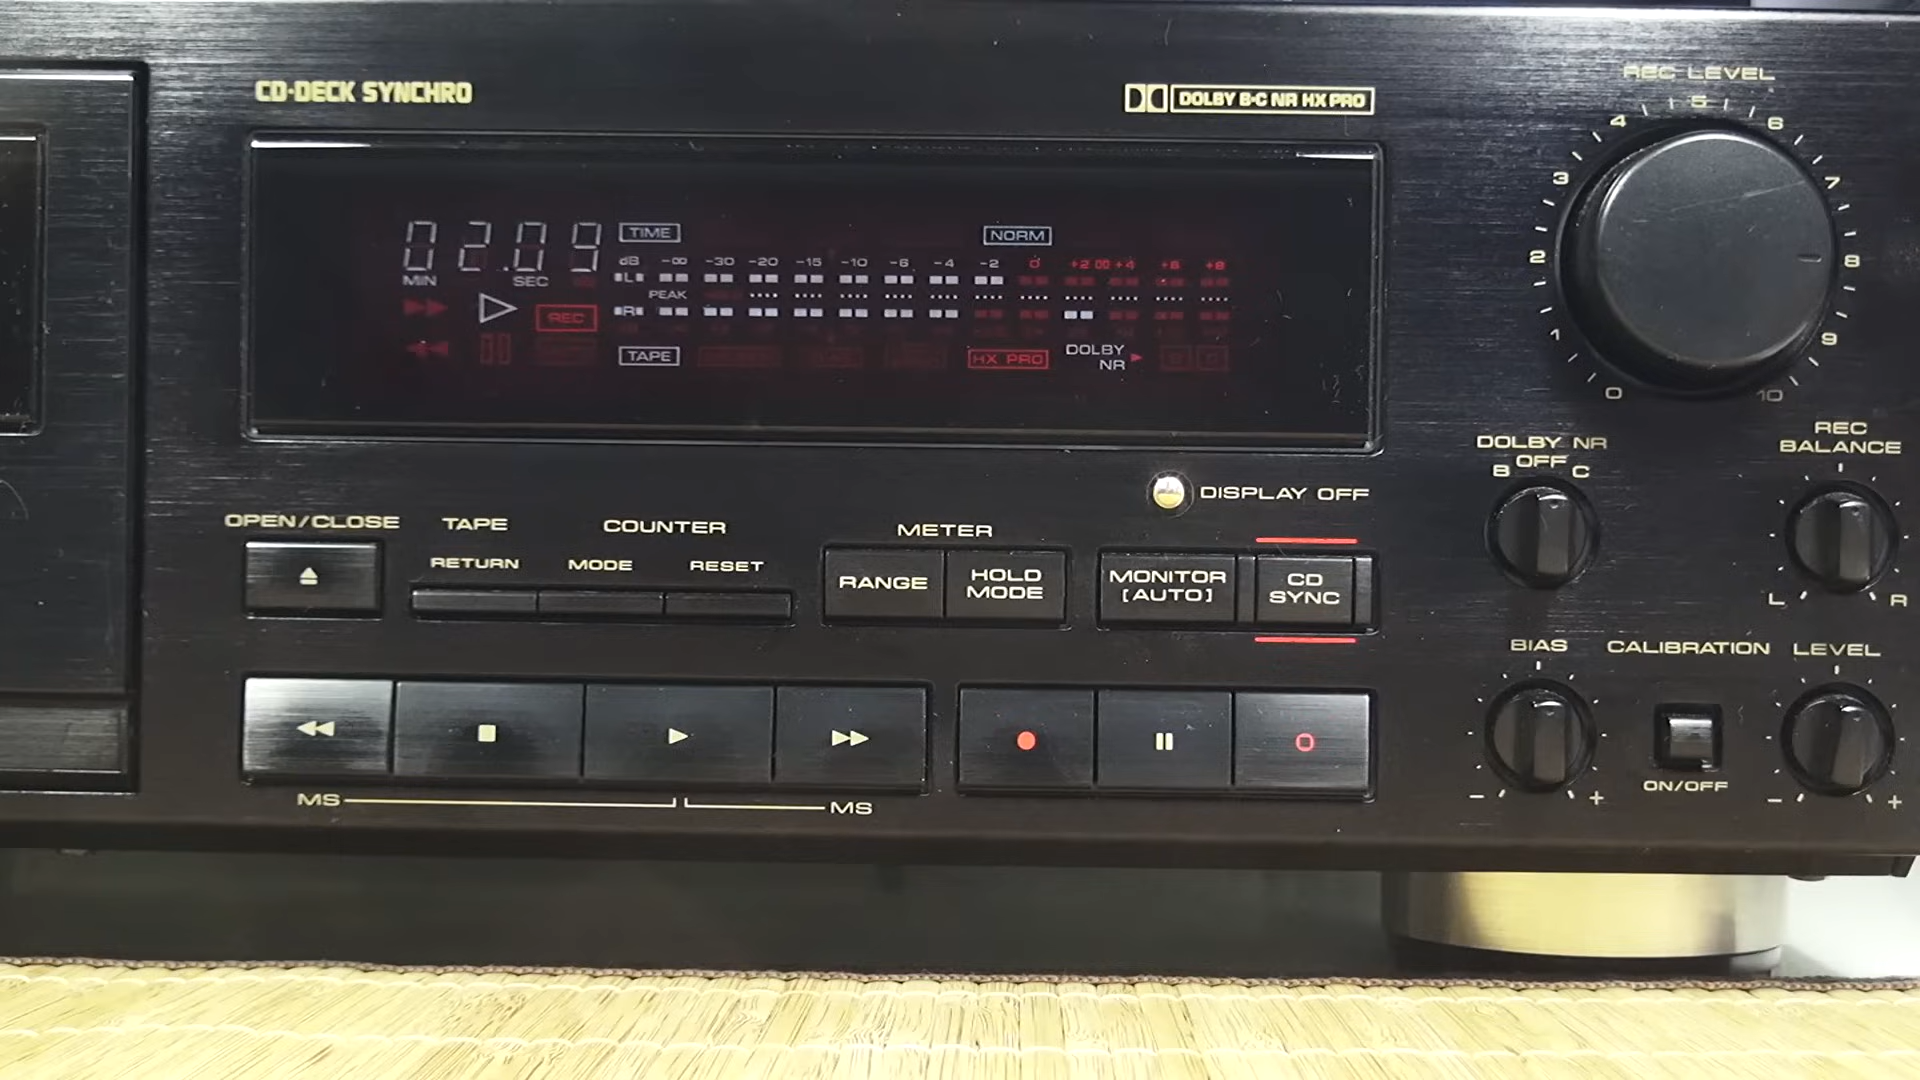 CD·DECK SYNCHRO
DOLBY B·C NR HX PRO
REC LEVEL
0 1 2 3 4 5 6 7 8 9 10
02.09
MIN SEC
TIME
NORM
dB -∞ -30 -20 -15 -10 -6 -4 -2 0 +2 +4 +6 +8
L
PEAK
R
REC
TAPE
HX PRO
DOLBY NR
DOLBY NR
B OFF C
REC BALANCE
L R
DISPLAY OFF
OPEN/CLOSE
TAPE
COUNTER
METER
RETURN
MODE
RESET
RANGE
HOLD MODE
MONITOR [AUTO]
CD SYNC
BIAS
CALIBRATION
LEVEL
- +
ON/OFF
- +
MS
MS